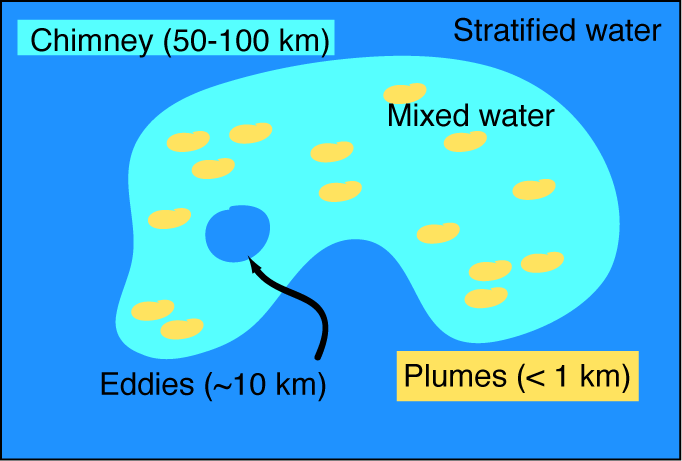 Chimney (50-100 km)
Stratified water
Mixed water
Eddies (~10 km)
Plumes (< 1 km)